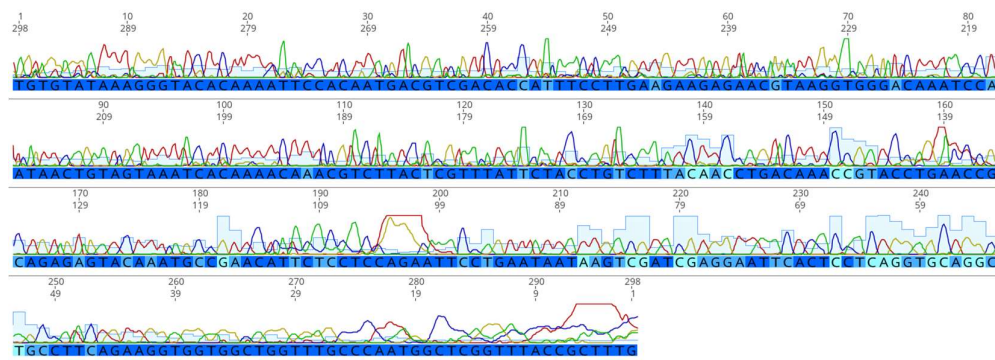 1 10 20 30 40 50 60 70 80
298 289 279 269 259 249 239 229 219
TGTGTATAAAGGGTACACAAAATTCCACAATGACGTCGACACCATTTCCTTGAAGAAGAGAACGTAAGGTGGGACAAATCCA
90 100 110 120 130 140 150 160
209 199 189 179 169 159 149 139
ATAACTGTAGTAAATCACAAAACAAACCGCTTACTCGTTTATTCTACCTGTCTTTACAACCTGACAAACCGTACCTGAACCG
170 180 190 200 210 220 230 240
129 119 109 99 89 79 69 59
CAGAGAGTACAAATGCCGAACATTCTCCTCCAGAATTCCTGAATAATAAGTCGATCGAGGAATTCACTCCTCAGGTGCAGGC
250 260 270 280 290 298
49 39 29 19 9 1
TGCCTTCAGAAGGTGGTGGCTGGTTTGCCCAATGGCTCGGTTTACCGCTTTG